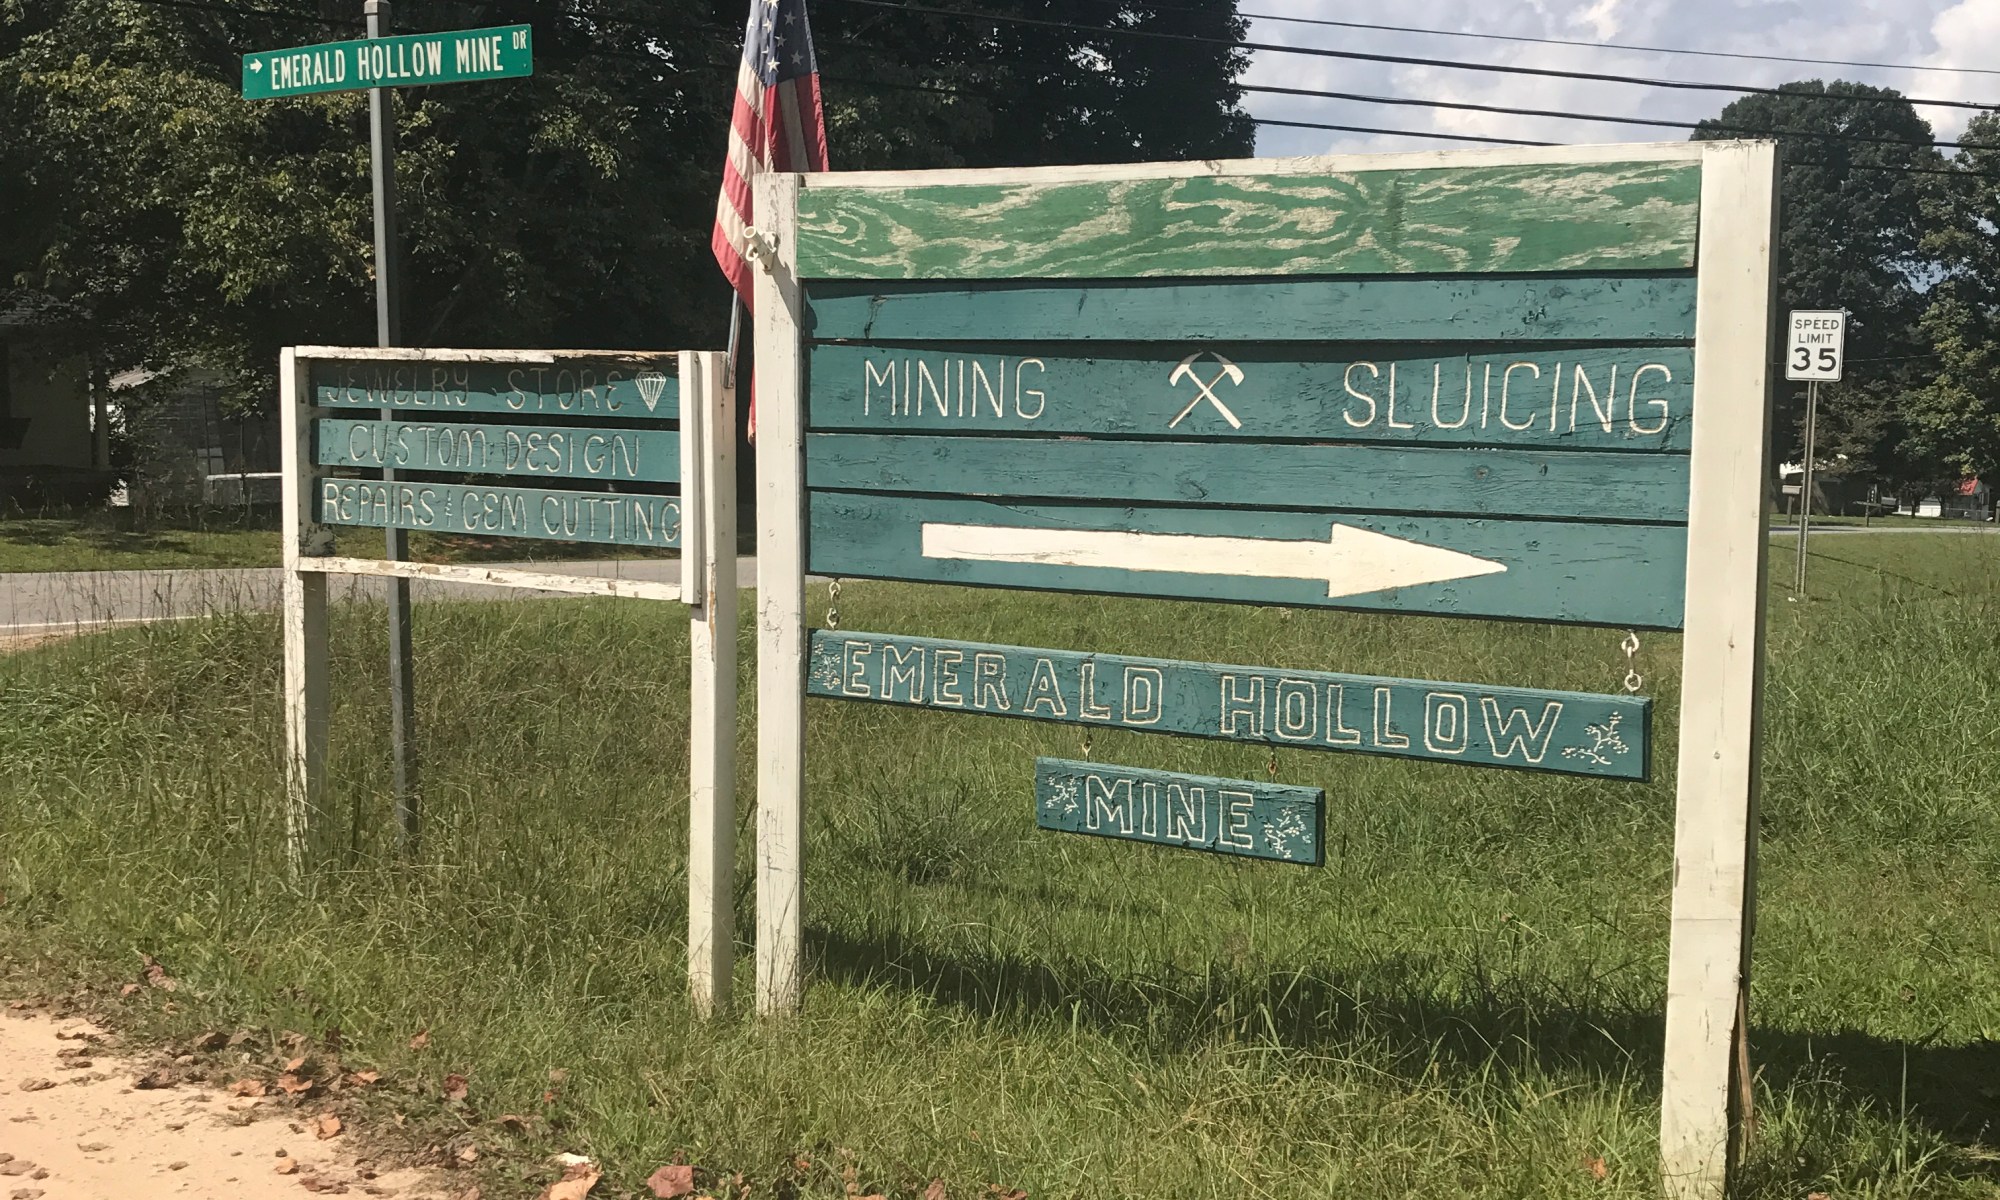 EMERALD HOLLOW MINE DR
JEWELRY STORE
CUSTOM DESIGN
REPAIRS & GEM CUTTING
MINING SLUICING
EMERALD HOLLOW
MINE
SPEED
LIMIT
35